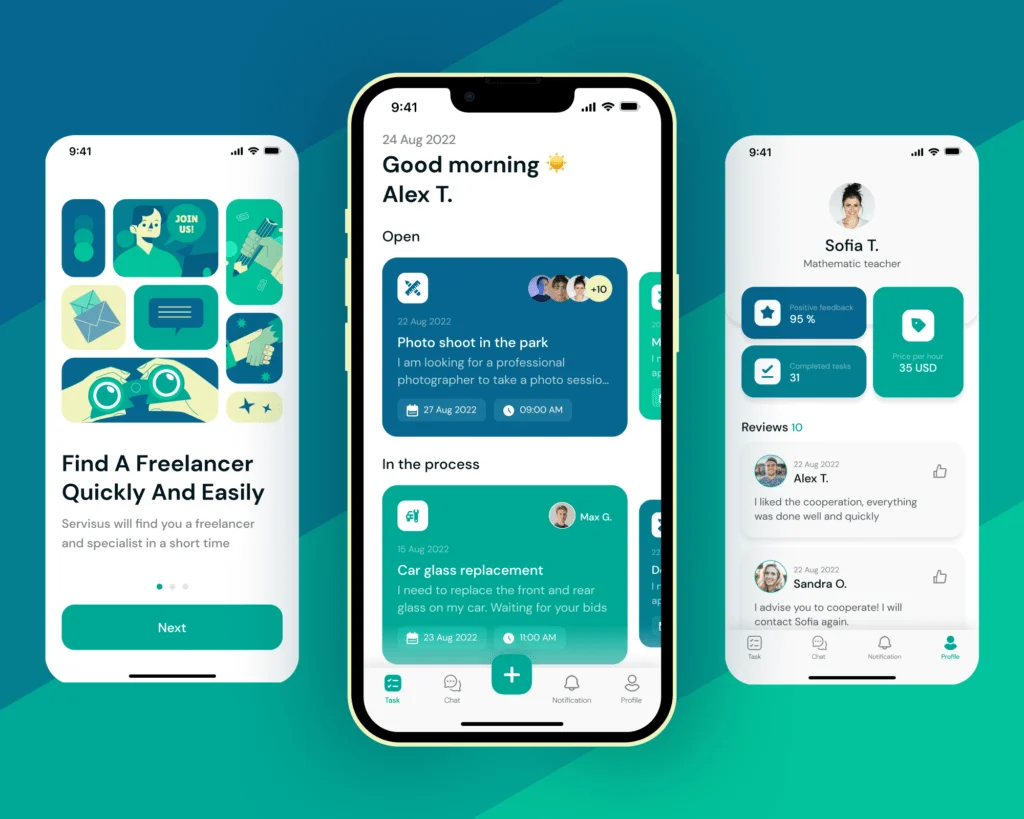 9:41
JOIN
US!
Find A Freelancer
Quickly And Easily
Servisus will find you a freelancer
and specialist in a short time
Next
9:41
24 Aug 2022
Good morning ☀️
Alex T.
Open
+10
22 Aug 2022
Photo shoot in the park
I am looking for a professional
photographer to take a photo sessio...
27 Aug 2022
09:00 AM
20
M
I n
ap
In the process
Max G.
15 Aug 2022
Car glass replacement
I need to replace the front and rear
glass on my car. Waiting for your bids
23 Aug 2022
11:00 AM
22
D
I n
ap
Task
Chat
+
Notification
Profile
9:41
Sofia T.
Mathematic teacher
Positive feedback
95 %
Completed tasks
31
Price per hour
35 USD
Reviews 10
22 Aug 2022
Alex T.
I liked the cooperation, everything
was done well and quickly
22 Aug 2022
Sandra O.
I advise you to cooperate! I will
contact Sofia again.
Task
Chat
Notification
Profile